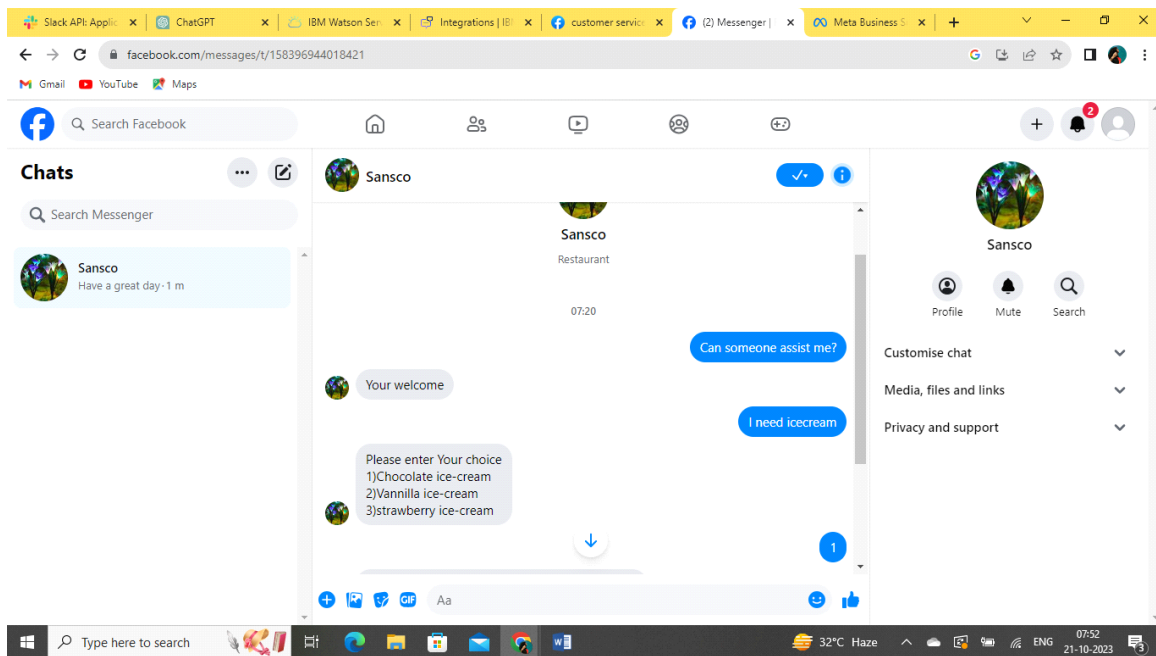 Slack API: Applic
ChatGPT
IBM Watson Serv
Integrations | IB
customer service
(2) Messenger |
Meta Business S
facebook.com/messages/t/158396944018421
Gmail
YouTube
Maps
Search Facebook
2
Chats
Search Messenger
Sansco
Have a great day · 1 m
Sansco
Sansco
Restaurant
07:20
Can someone assist me?
Your welcome
I need icecream
Please enter Your choice
1)Chocolate ice-cream
2)Vannilla ice-cream
3)strawberry ice-cream
1
GIF
Aa
Sansco
Profile
Mute
Search
Customise chat
Media, files and links
Privacy and support
Type here to search
32°C Haze
ENG
07:52
21-10-2023
3